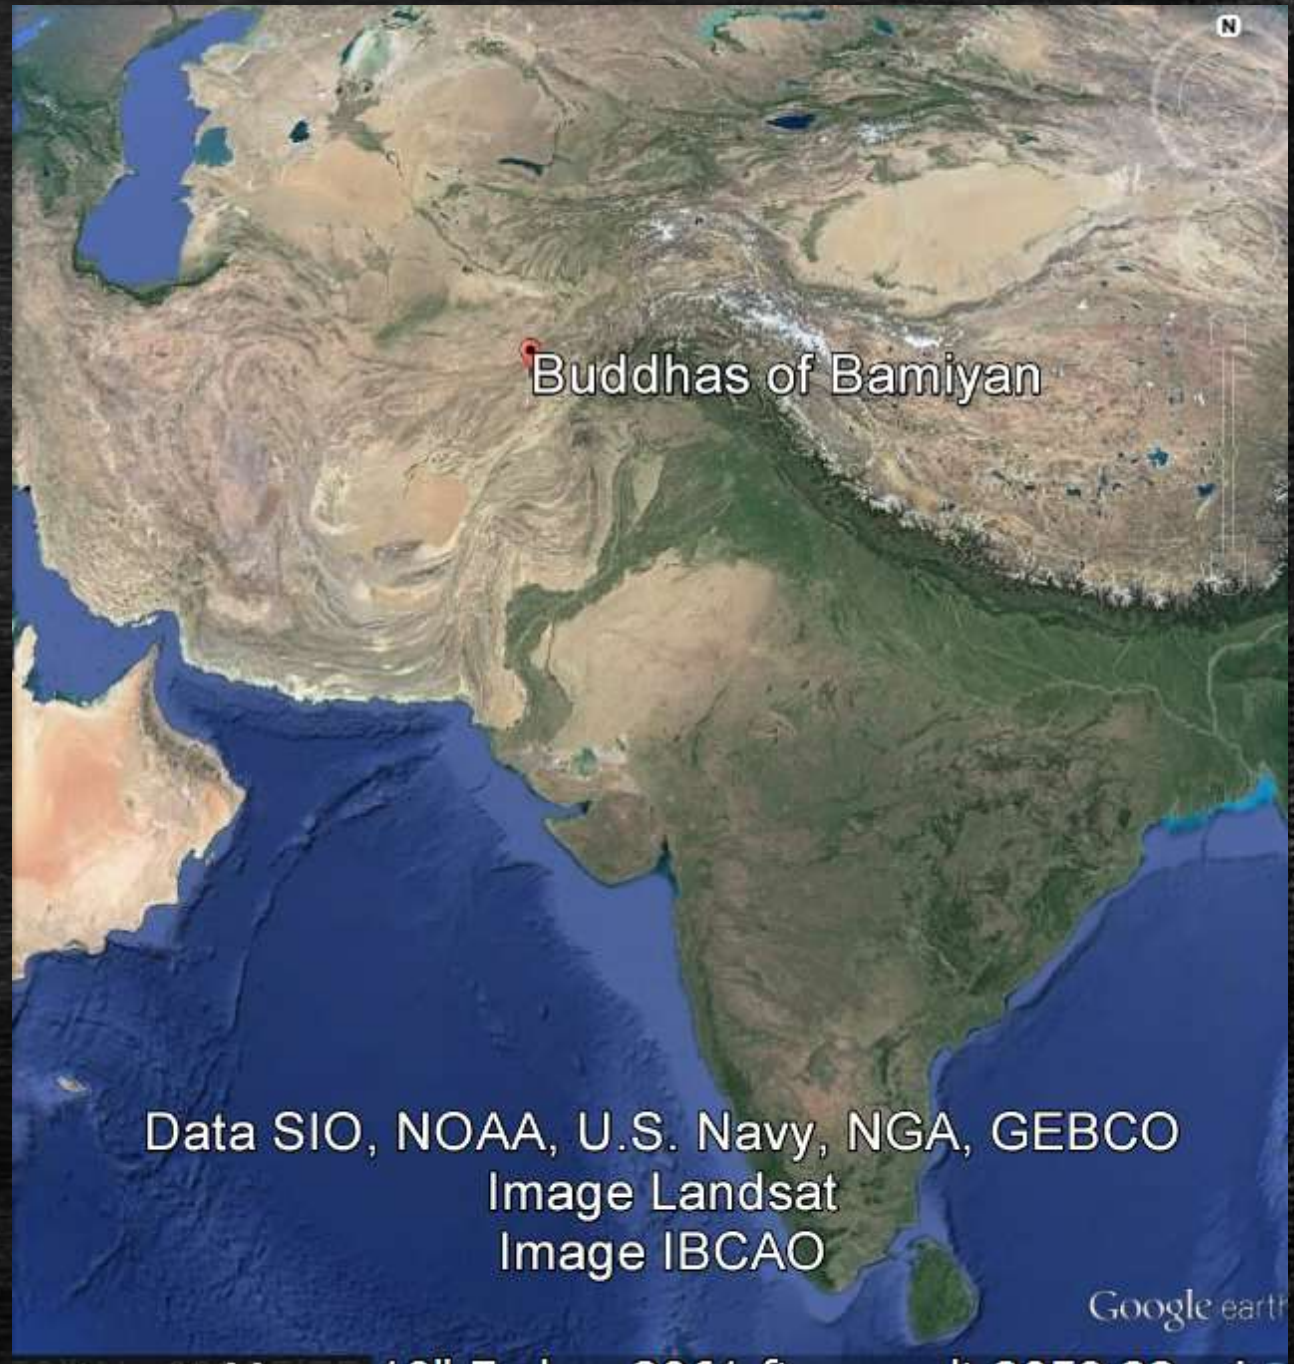 N
Buddhas of Bamiyan
Data SIO, NOAA, U.S. Navy, NGA, GEBCO
Image Landsat
Image IBCAO
Google earth